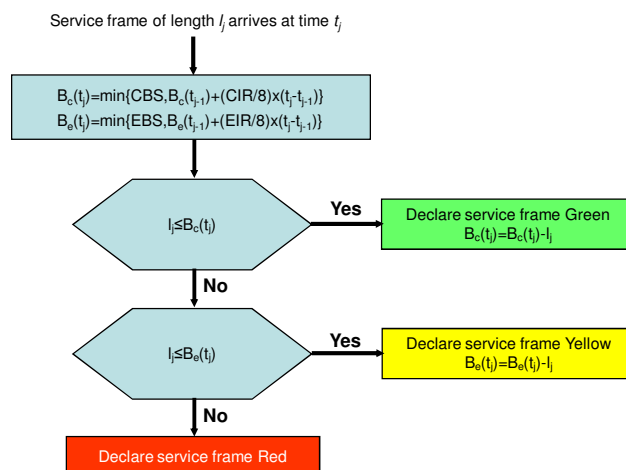 Service frame of length lj arrives at time tj
Bc(tj)=min{CBS,Bc(tj-1)+(CIR/8)x(tj-tj-1)}
Be(tj)=min{EBS,Be(tj-1)+(EIR/8)x(tj-tj-1)}
lj≤Bc(tj)
Yes
Declare service frame Green
Bc(tj)=Bc(tj)-lj
No
lj≤Be(tj)
Yes
Declare service frame Yellow
Be(tj)=Be(tj)-lj
No
Declare service frame Red